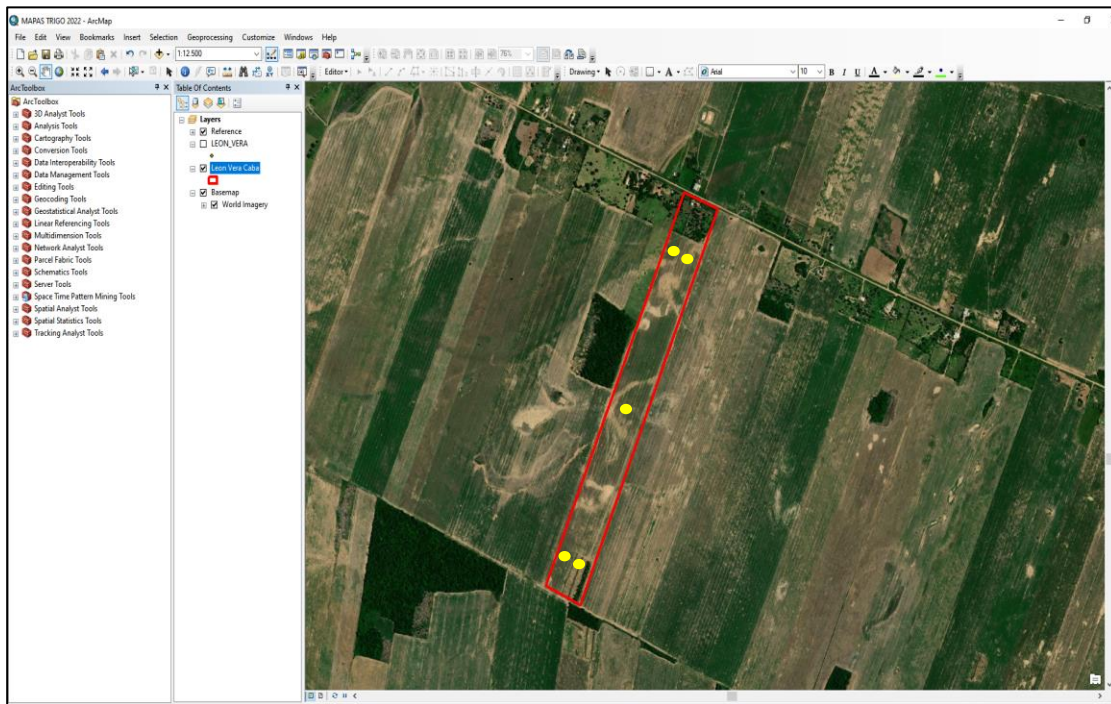 MAPAS TRIGO 2022 - ArcMap
File Edit View Bookmarks Insert Selection Geoprocessing Customize Windows Help
1:12.500
76%
Editor
Drawing
Arial
10
B I U A
ArcToolbox
ArcToolbox
3D Analyst Tools
Analysis Tools
Cartography Tools
Conversion Tools
Data Interoperability Tools
Data Management Tools
Editing Tools
Geocoding Tools
Geostatistical Analyst Tools
Linear Referencing Tools
Multidimension Tools
Network Analyst Tools
Parcel Fabric Tools
Schematics Tools
Server Tools
Space Time Pattern Mining Tools
Spatial Analyst Tools
Spatial Statistics Tools
Tracking Analyst Tools
Table Of Contents
Layers
Reference
LEON_VERA
Leon Vera Caba
Basemap
World Imagery